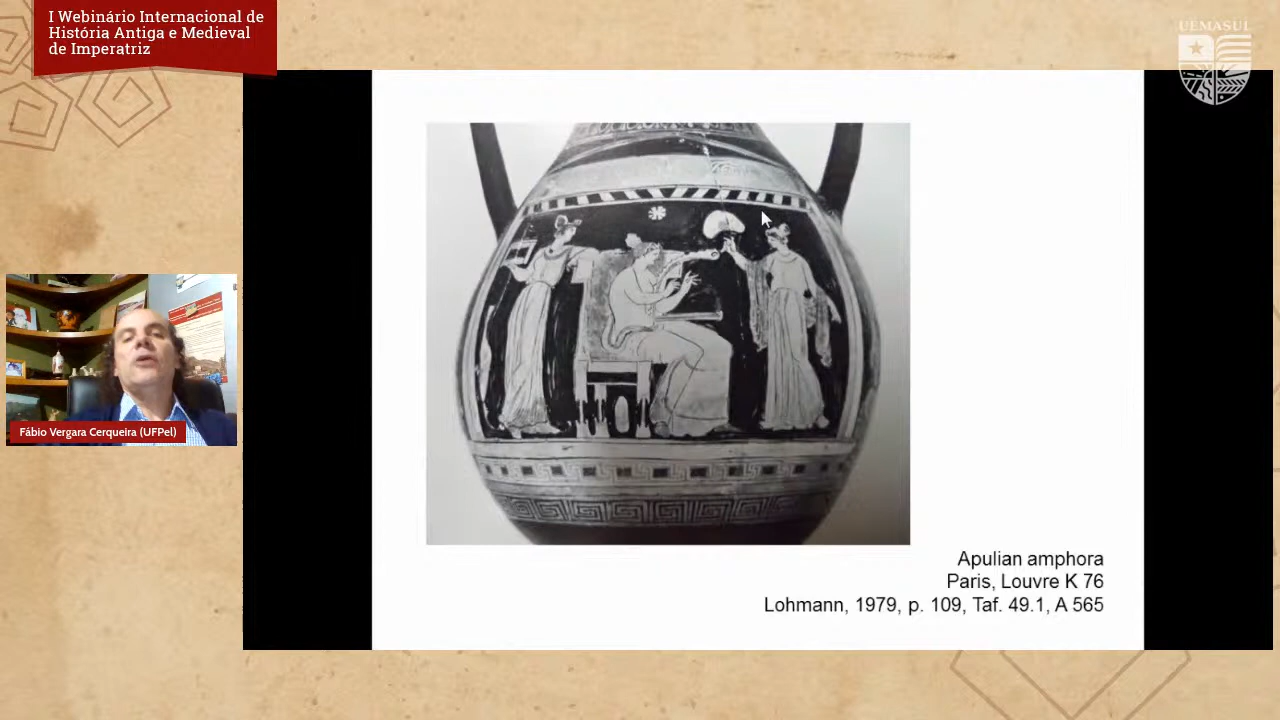 I Webinário Internacional de
História Antiga e Medieval
de Imperatriz
UEMASUL
Fábio Vergara Cerqueira (UFPel)
Apulian amphora
Paris, Louvre K 76
Lohmann, 1979, p. 109, Taf. 49.1, A 565